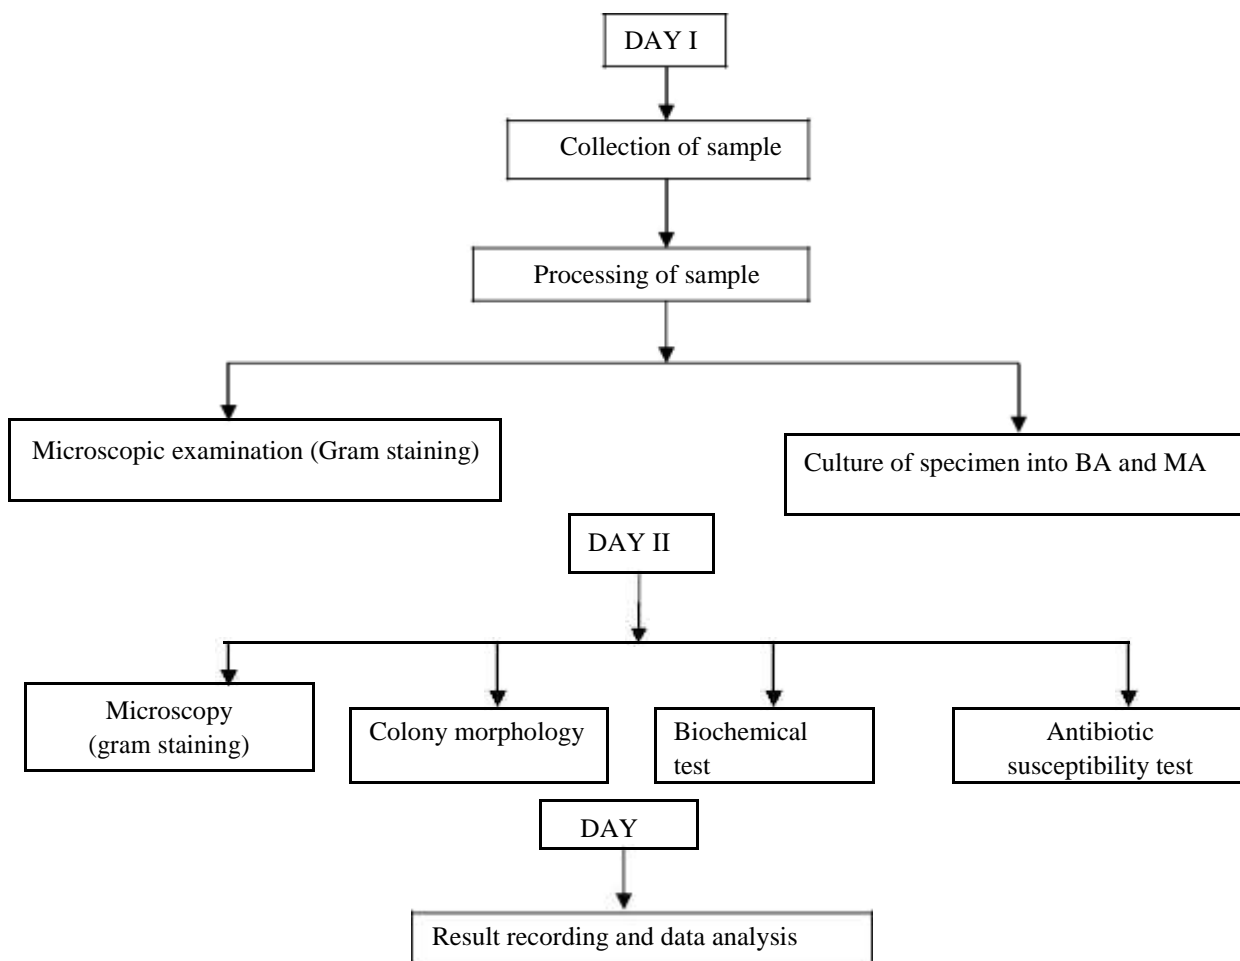 DAY I
Collection of sample
Processing of sample
Microscopic examination (Gram staining)
Culture of specimen into BA and MA
DAY II
Microscopy
(gram staining)
Colony morphology
Biochemical
test
Antibiotic
susceptibility test
DAY
Result recording and data analysis